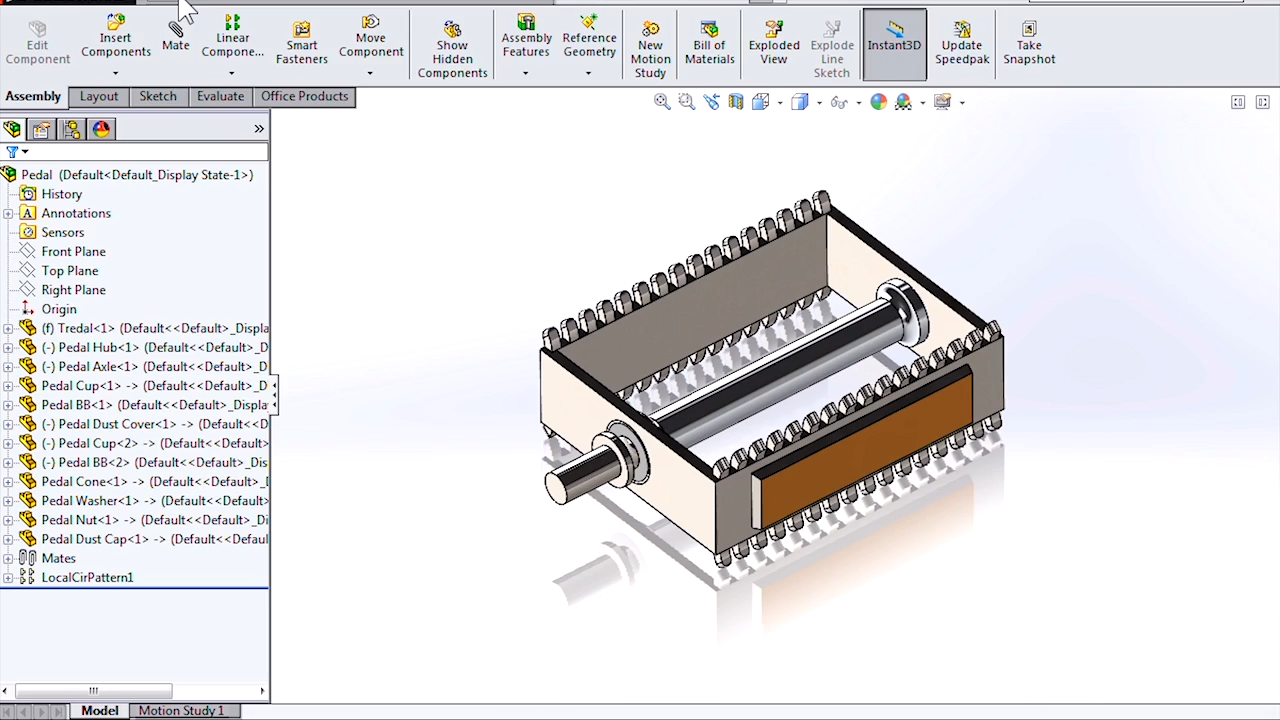 Edit Component
Insert Components
Mate
Linear Compone...
Smart Fasteners
Move Component
Show Hidden Components
Assembly Features
Reference Geometry
New Motion Study
Bill of Materials
Exploded View
Explode Line Sketch
Instant3D
Update Speedpak
Take Snapshot
Assembly Layout Sketch Evaluate Office Products
Pedal (Default<Default_Display State-1>)
History
Annotations
Sensors
Front Plane
Top Plane
Right Plane
Origin
(f) Tredal<1> (Default<<Default>_Displa
(-) Pedal Hub<1> (Default<<Default>_D
(-) Pedal Axle<1> (Default<<Default>_D
Pedal Cup<1> -> (Default<<Default>_D
Pedal BB<1> (Default<<Default>_Displa
(-) Pedal Dust Cover<1> (Default<<D
(-) Pedal Cup<2> -> (Default<<Default>
(-) Pedal BB<2> (Default<<Default>_Dis
Pedal Cone<1> -> (Default<<Default>_
Pedal Washer<1> -> (Default<<Default>
Pedal Nut<1> -> (Default<<Default>_Di
Pedal Dust Cap<1> -> (Default<<Defaul
Mates
LocalCirPattern1
Model Motion Study 1